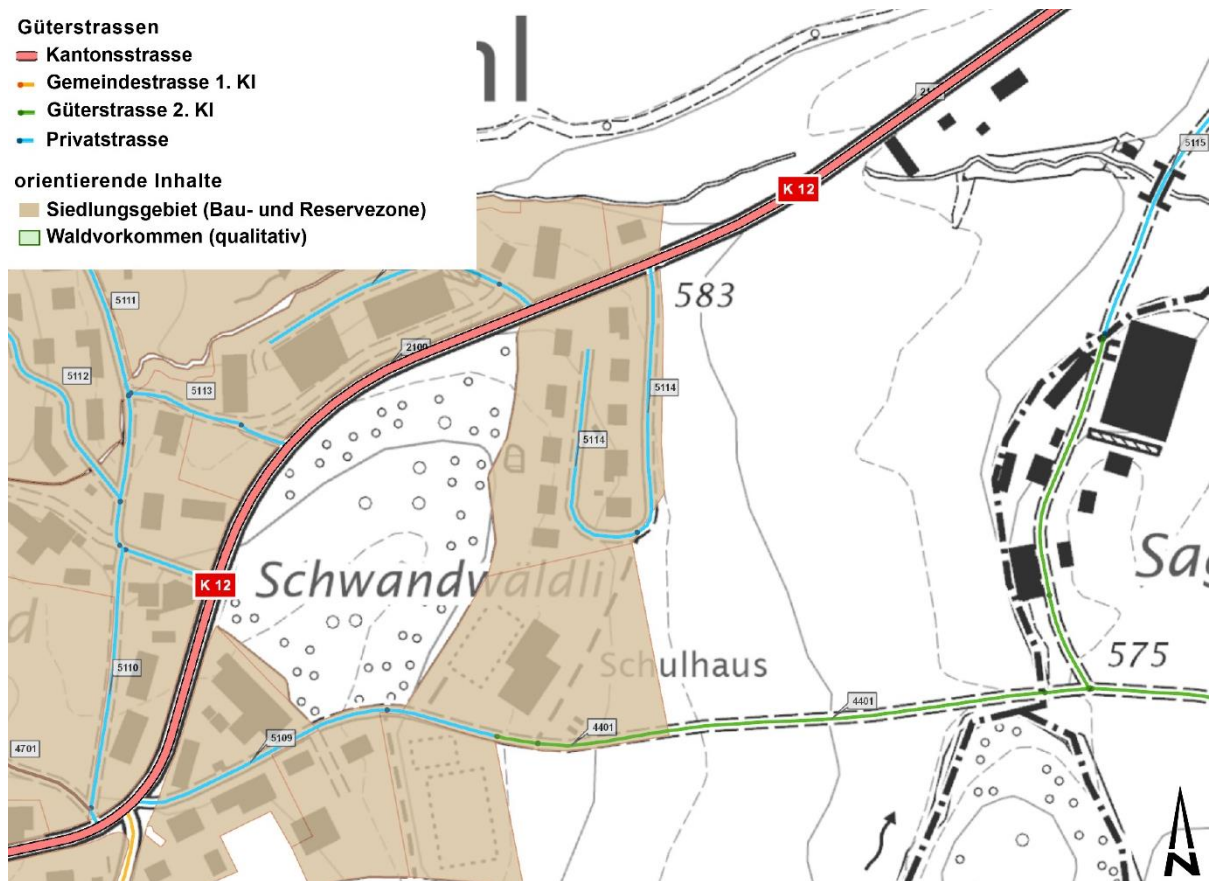 Güterstrassen
Kantonsstrasse
Gemeindestrasse 1. Kl
Güterstrasse 2. Kl
Privatstrasse
orientierende Inhalte
Siedlungsgebiet (Bau- und Reservezone)
Waldvorkommen (qualitativ)
K 12
5115
583
5111
2100
5112
5113
5114
5114
K 12
Schwandwäldli
Sag
575
Schulhaus
5110
4401
5109
4401
4701
N